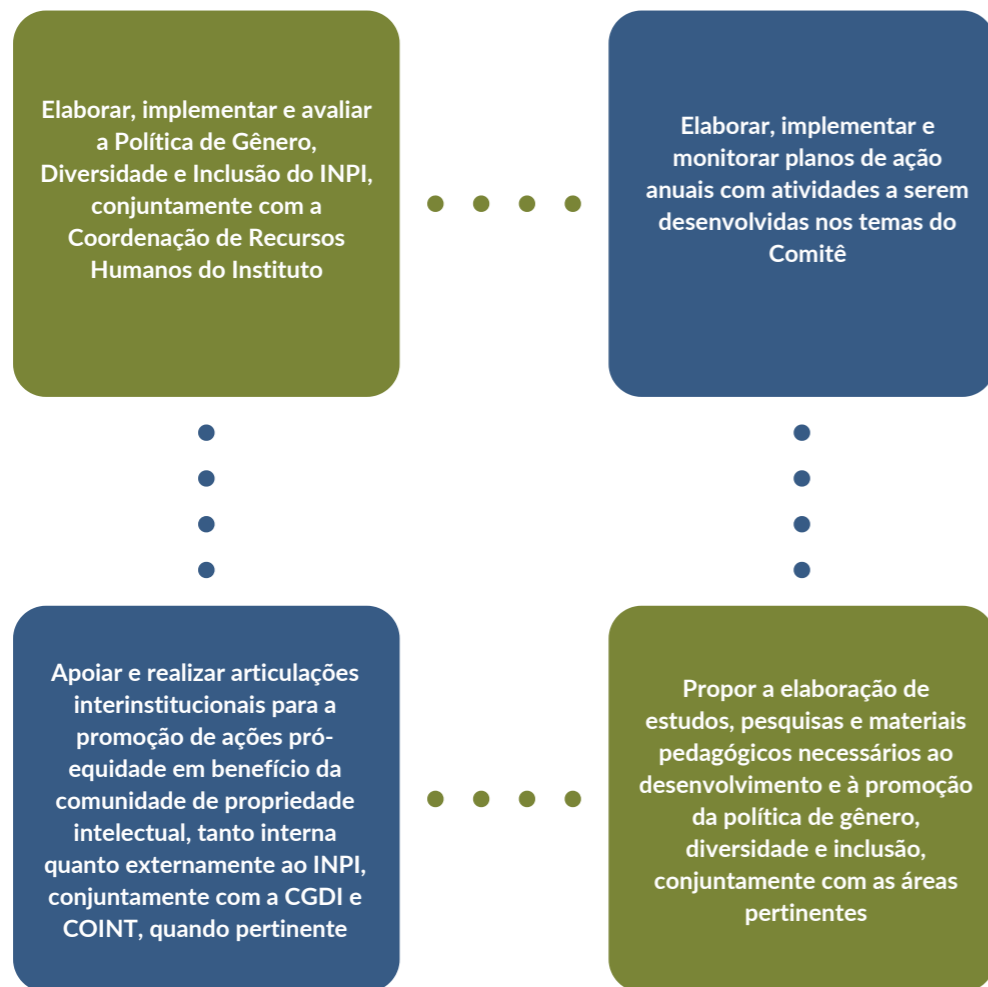 Elaborar, implementar e avaliar
a Política de Gênero,
Diversidade e Inclusão do INPI,
conjuntamente com a
Coordenação de Recursos
Humanos do Instituto
Elaborar, implementar e
monitorar planos de ação
anuais com atividades a serem
desenvolvidas nos temas do
Comitê
Apoiar e realizar articulações
interinstitucionais para a
promoção de ações pró-
equidade em benefício da
comunidade de propriedade
intelectual, tanto interna
quanto externamente ao INPI,
conjuntamente com a CGDI e
COINT, quando pertinente
Propor a elaboração de
estudos, pesquisas e materiais
pedagógicos necessários ao
desenvolvimento e à promoção
da política de gênero,
diversidade e inclusão,
conjuntamente com as áreas
pertinentes